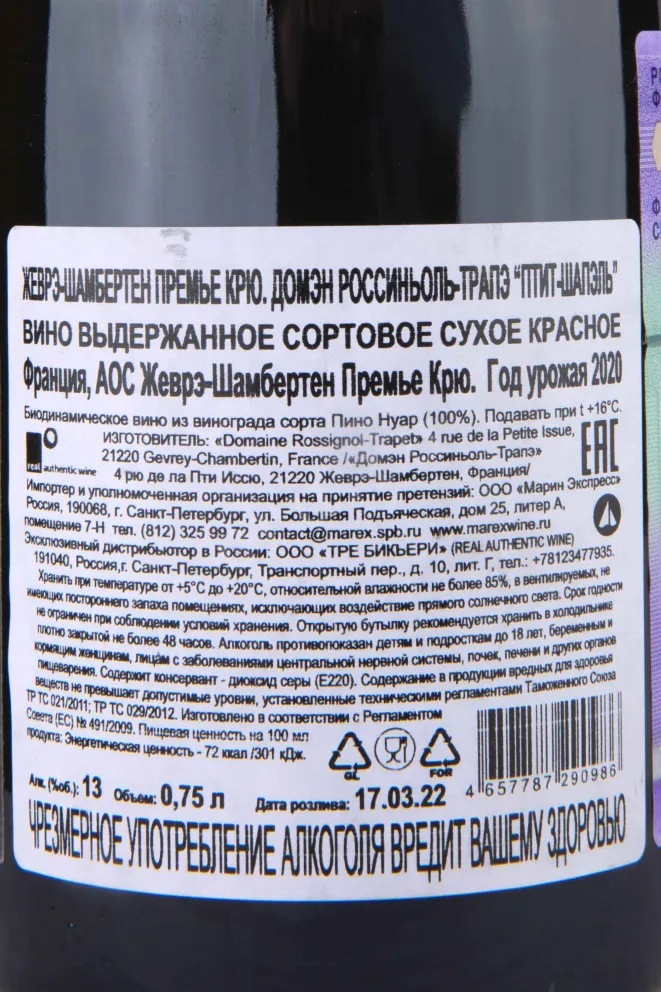 ЖЕВРЭ-ШАМБЕРТЕН ПРЕМЬЕ КРЮ. ДОМЭН РОССИНЬОЛЬ-ТРАПЭ "ПТИТ-ШАПЭЛЬ"
ВИНО ВЫДЕРЖАННОЕ СОРТОВОЕ СУХОЕ КРАСНОЕ
Франция, АОС Жеврэ-Шамбертен Премье Крю. Год урожая 2020
Биодинамическое вино из винограда сорта Пино Нуар (100%). Подавать при t +16°C.
ИЗГОТОВИТЕЛЬ: «Domaine Rossignol-Trapet» 4 rue de la Petite Issue,
21220 Gevrey-Chambertin, France /«Домэн Россиньоль-Трапэ»
real authentic wine
4 рю де ла Пти Иссю, 21220 Жеврэ-Шамбертен, Франция/
EAC
Импортер и уполномоченная организация на принятие претензий: ООО «Марин Экспресс»
Россия, 190068, г. Санкт-Петербург, ул. Большая Подъяческая, дом 25, литер А,
помещение 7-Н тел. (812) 325 99 72 contact@marex.spb.ru www.marexwine.ru
Эксклюзивный дистрибьютор в России: ООО «ТРЕ БИКЬЕРИ» (REAL AUTHENTIC WINE)
191040, Россия,г. Санкт-Петербург, Транспортный пер., д. 10, лит. Г, тел.: +78123477935.
Хранить при температуре от +5°C до +20°C, относительной влажности не более 85%, в вентилируемых, не
имеющих постороннего запаха помещениях, исключающих воздействие прямого солнечного света. Срок годности
не ограничен при соблюдении условий хранения. Открытую бутылку рекомендуется хранить в холодильнике
плотно закрытой не более 48 часов. Алкоголь противопоказан детям и подросткам до 18 лет, беременным и
кормящим женщинам, лицам с заболеваниями центральной нервной системы, почек, печени и других органов
пищеварения. Содержит консервант - диоксид серы (E220). Содержание в продукции вредных для здоровья
веществ не превышает допустимые уровни, установленные техническими регламентами Таможенного Союза
ТР ТС 021/2011; ТР ТС 029/2012. Изготовлено в соответствии с Регламентом
Совета (ЕС) № 491/2009. Пищевая ценность на 100 мл
продукта: Энергетическая ценность - 72 ккал /301 кДж.
GL
FOR
4 657787 290986
Алк. (%об.): 13 Объем: 0,75 л Дата розлива: 17.03.22
ЧРЕЗМЕРНОЕ УПОТРЕБЛЕНИЕ АЛКОГОЛЯ ВРЕДИТ ВАШЕМУ ЗДОРОВЬЮ